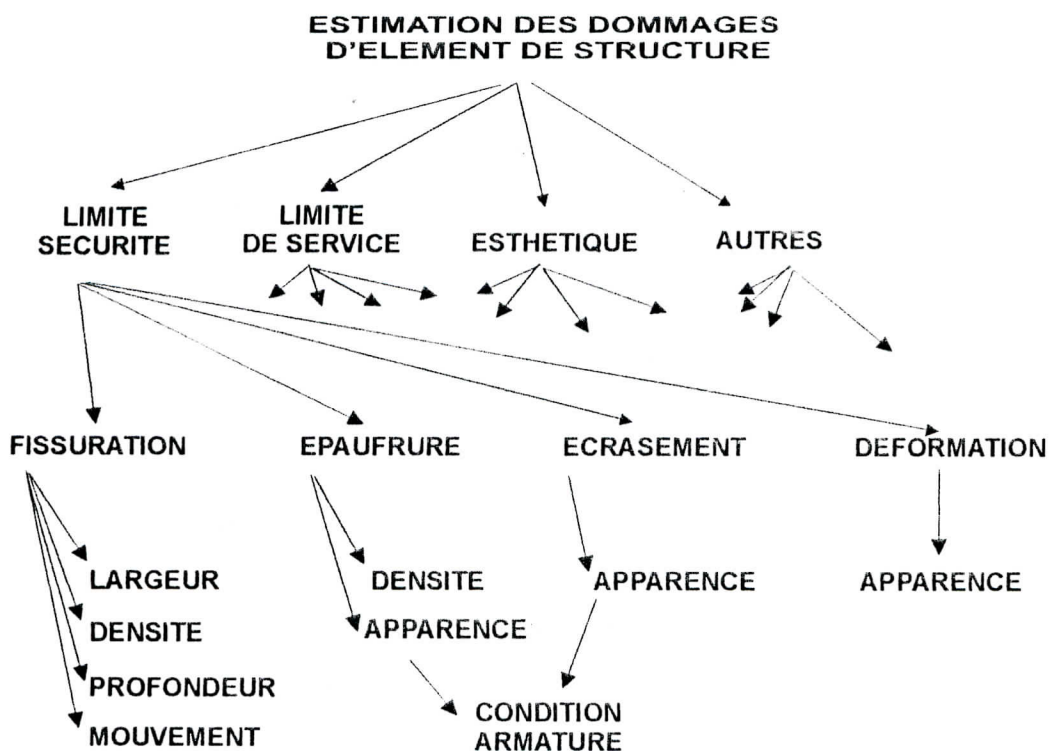 ESTIMATION DES DOMMAGES
D'ELEMENT DE STRUCTURE
LIMITE
SECURITE
LIMITE
DE SERVICE
ESTHETIQUE
AUTRES
FISSURATION
EPAUFRURE
ECRASEMENT
DEFORMATION
LARGEUR
DENSITE
PROFONDEUR
MOUVEMENT
DENSITE
APPARENCE
APPARENCE
APPARENCE
CONDITION
ARMATURE